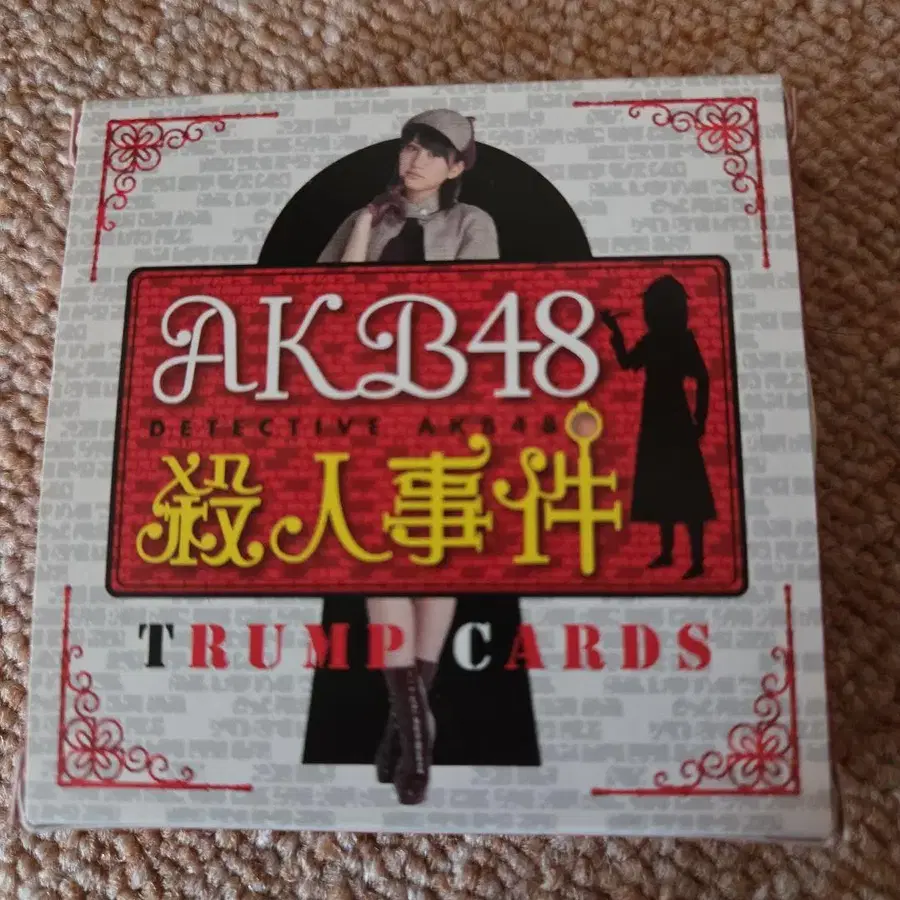 AKB48
DETECTIVE AKB48
殺人事件
TRUMP CARDS